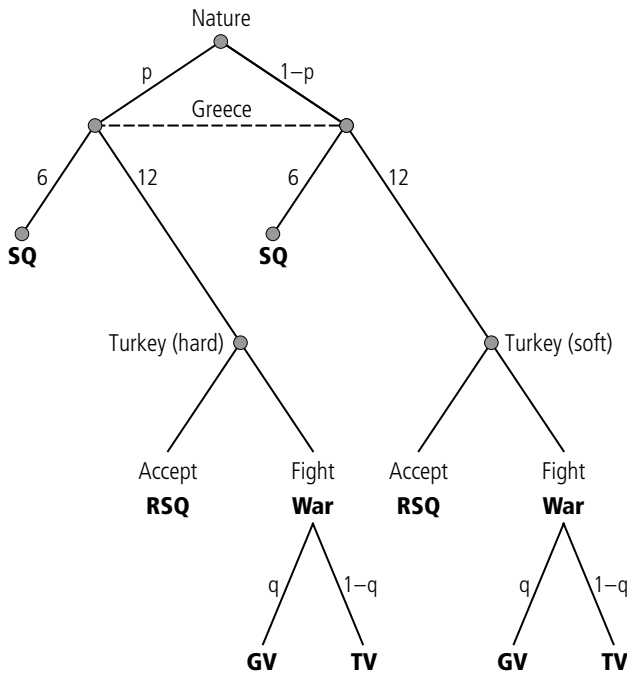 Nature
p 1–p
Greece
6 12 6 12
SQ SQ
Turkey (hard) Turkey (soft)
Accept Fight Accept Fight
RSQ War RSQ War
q 1–q q 1–q
GV TV GV TV